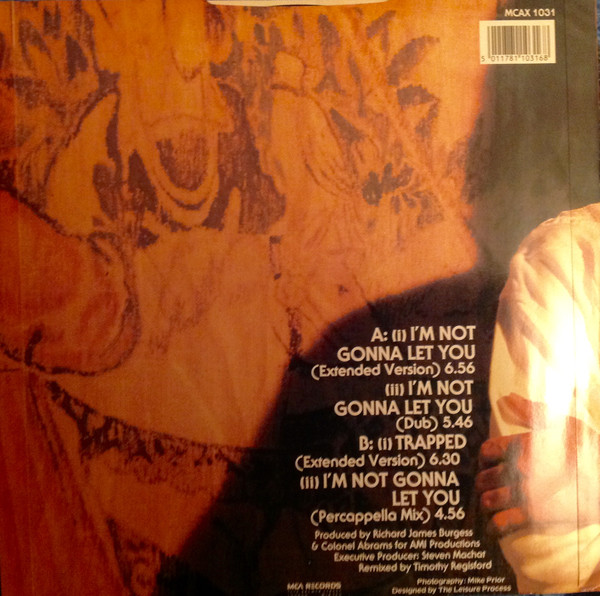 MCAX 1031
5 011781 103168
A: (i) I'M NOT
GONNA LET YOU
(Extended Version) 6.56
(ii) I'M NOT
GONNA LET YOU
(Dub) 5.46
B: (i) TRAPPED
(Extended Version) 6.30
(ii) I'M NOT GONNA
LET YOU
(Percappella Mix) 4.56
Produced by Richard James Burgess
& Colonel Abrams for AMI Productions
Executive Producer: Steven Machat
Remixed by Timothy Regisford
Photography: Mike Prior
Designed by The Leisure Process
MCA RECORDS